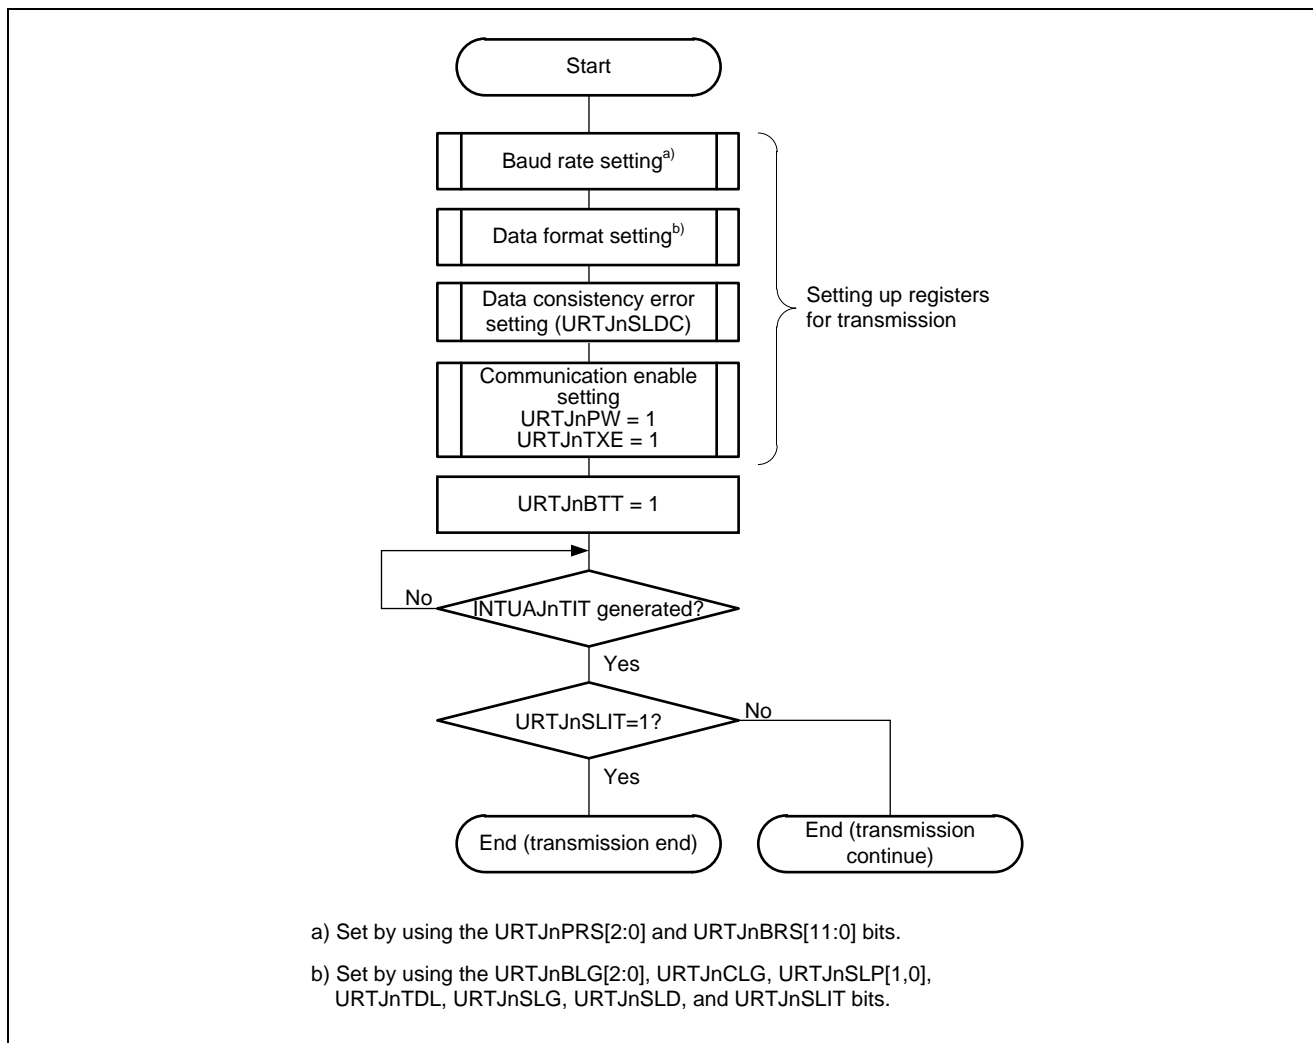 Start
Baud rate setting a)
Data format setting b)
Data consistency error
setting (URTJnSLDC)
Communication enable
setting
URTJnPW = 1
URTJnTXE = 1
Setting up registers
for transmission
URTJnBTT = 1
No
INTUAJnTIT generated?
Yes
URTJnSLIT=1?
No
Yes
End (transmission end)
End (transmission
continue)
a) Set by using the URTJnPRS[2:0] and URTJnBRS[11:0] bits.
b) Set by using the URTJnBLG[2:0], URTJnCLG, URTJnSLP[1,0],
URTJnTDL, URTJnSLG, URTJnSLD, and URTJnSLIT bits.